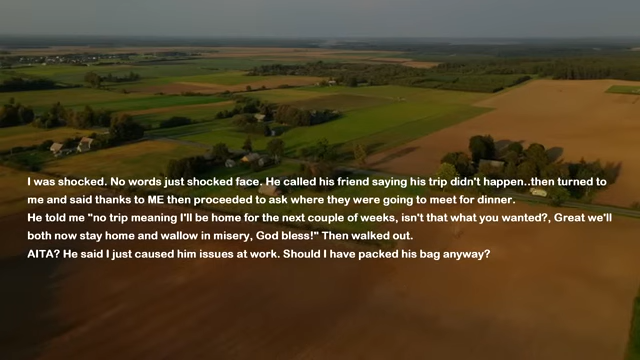 I was shocked. No words just shocked face. He called his friend saying his trip didn't happen..then turned to
me and said thanks to ME then proceeded to ask where they were going to meet for dinner.
He told me "no trip meaning I'll be home for the next couple of weeks, isn't that what you wanted?, Great we'll
both now stay home and wallow in misery, God bless!" Then walked out.
AITA? He said I just caused him issues at work. Should I have packed his bag anyway?